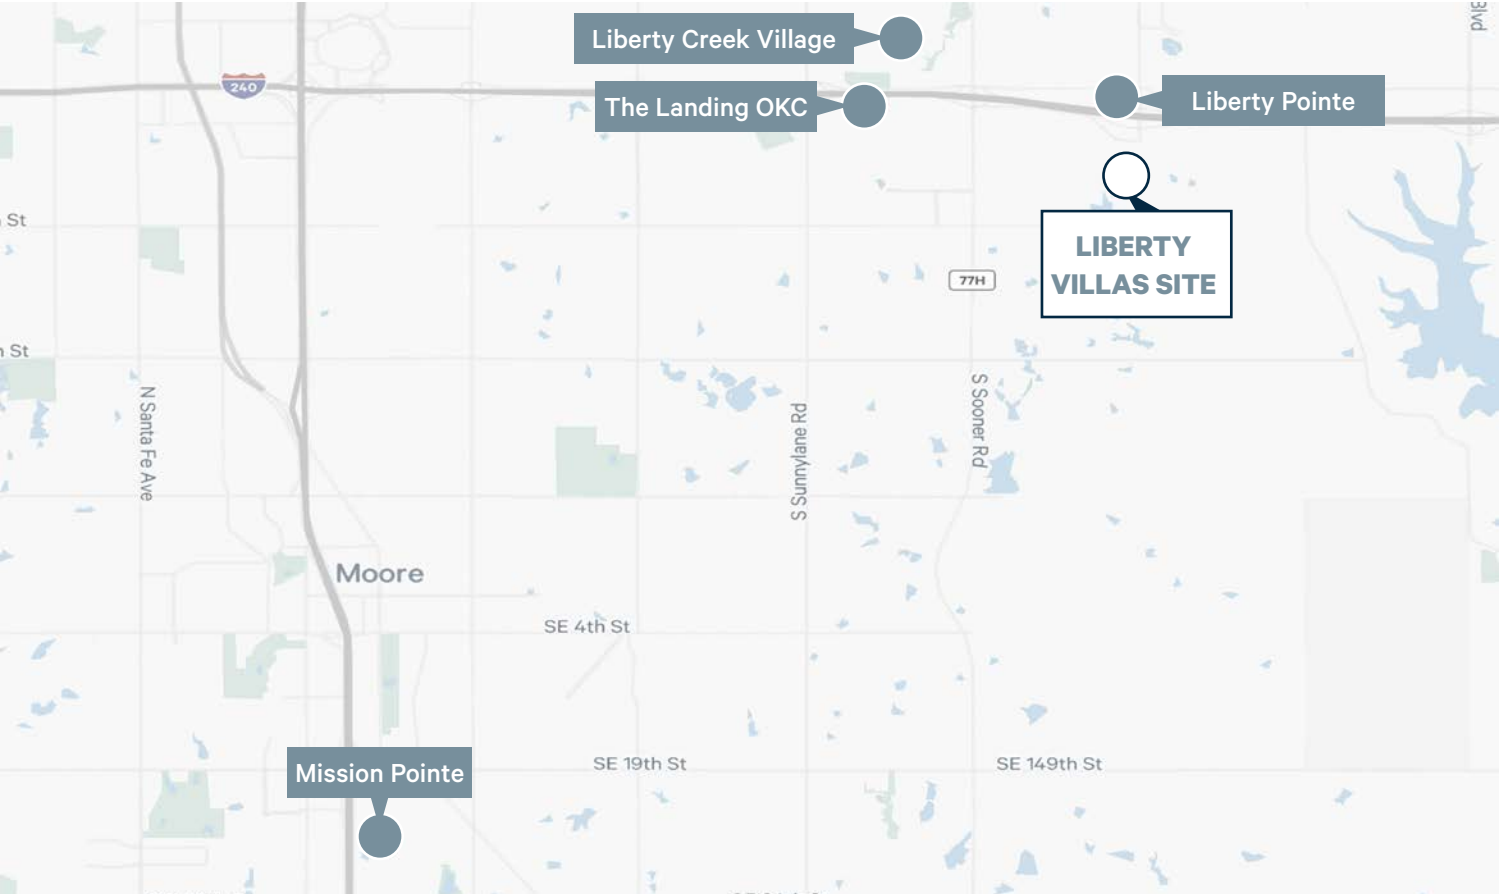 Blvd
Liberty Creek Village
240
The Landing OKC
Liberty Pointe
St
LIBERTY
VILLAS SITE
77H
St
N Santa Fe Ave
S Sunnylane Rd
S Sooner Rd
Moore
SE 4th St
SE 19th St
SE 149th St
Mission Pointe